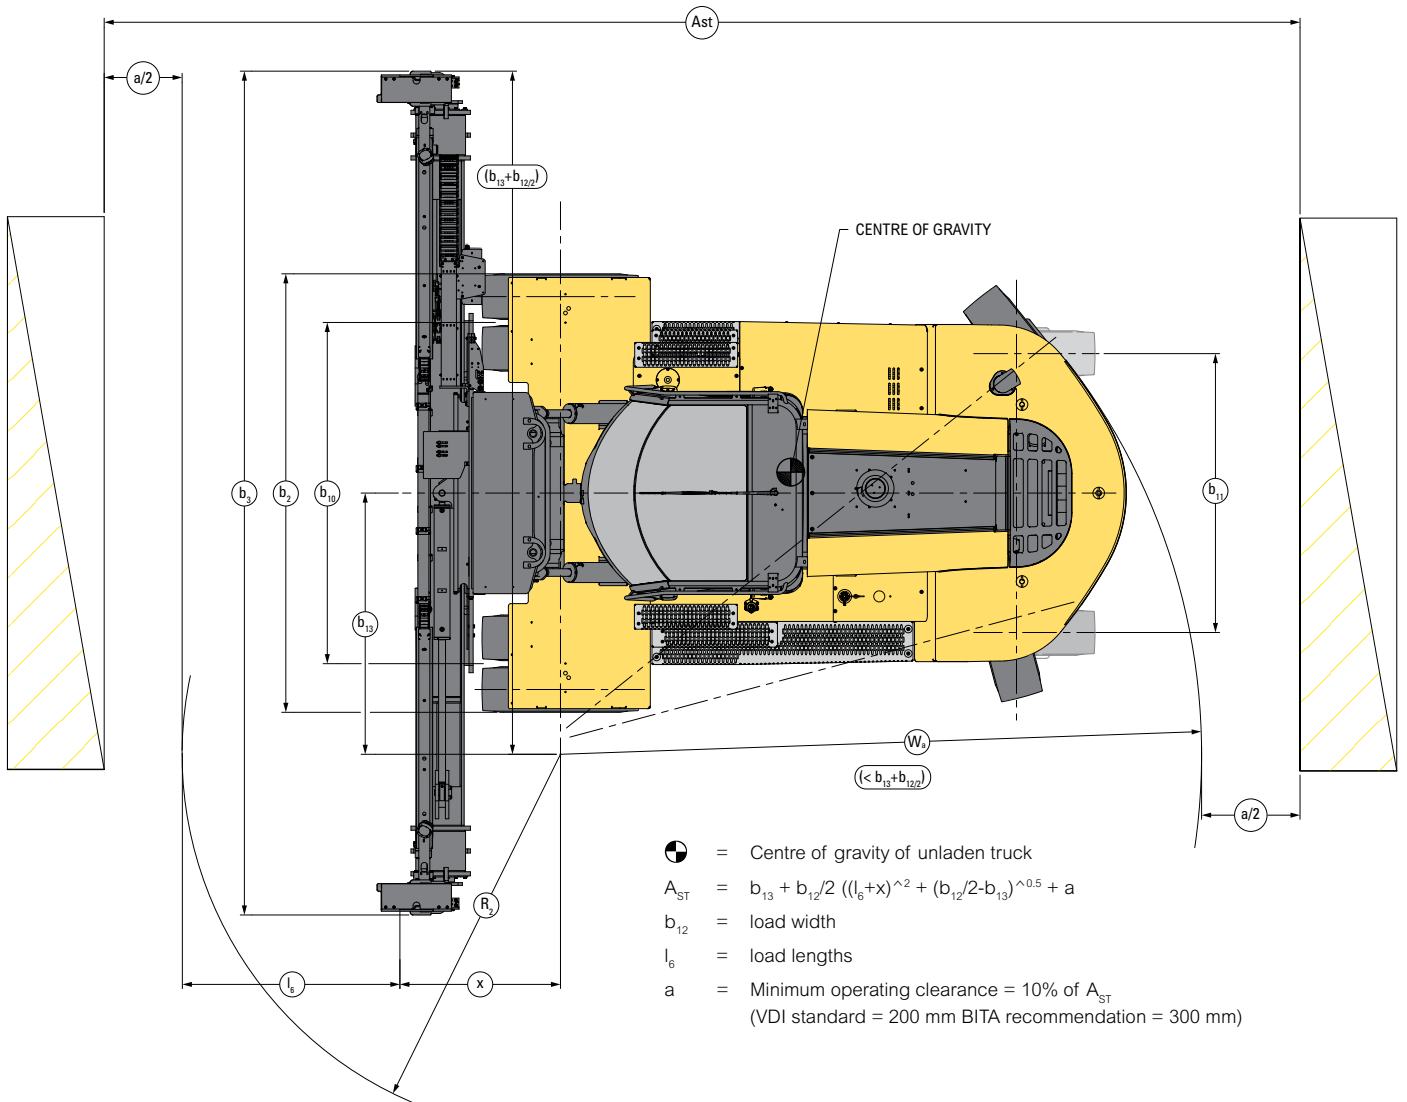 Ast
a/2
(b13+b12/2)
CENTRE OF GRAVITY
b3
b2
b10
b11
b13
Wa
(< b13+b12/2)
a/2
R2
l6
x
= Centre of gravity of unladen truck
AST = b13 + b12/2 ((l6+x)^2 + (b12/2-b13)^0.5 + a
b12 = load width
l6 = load lengths
a = Minimum operating clearance = 10% of AST
(VDI standard = 200 mm BITA recommendation = 300 mm)